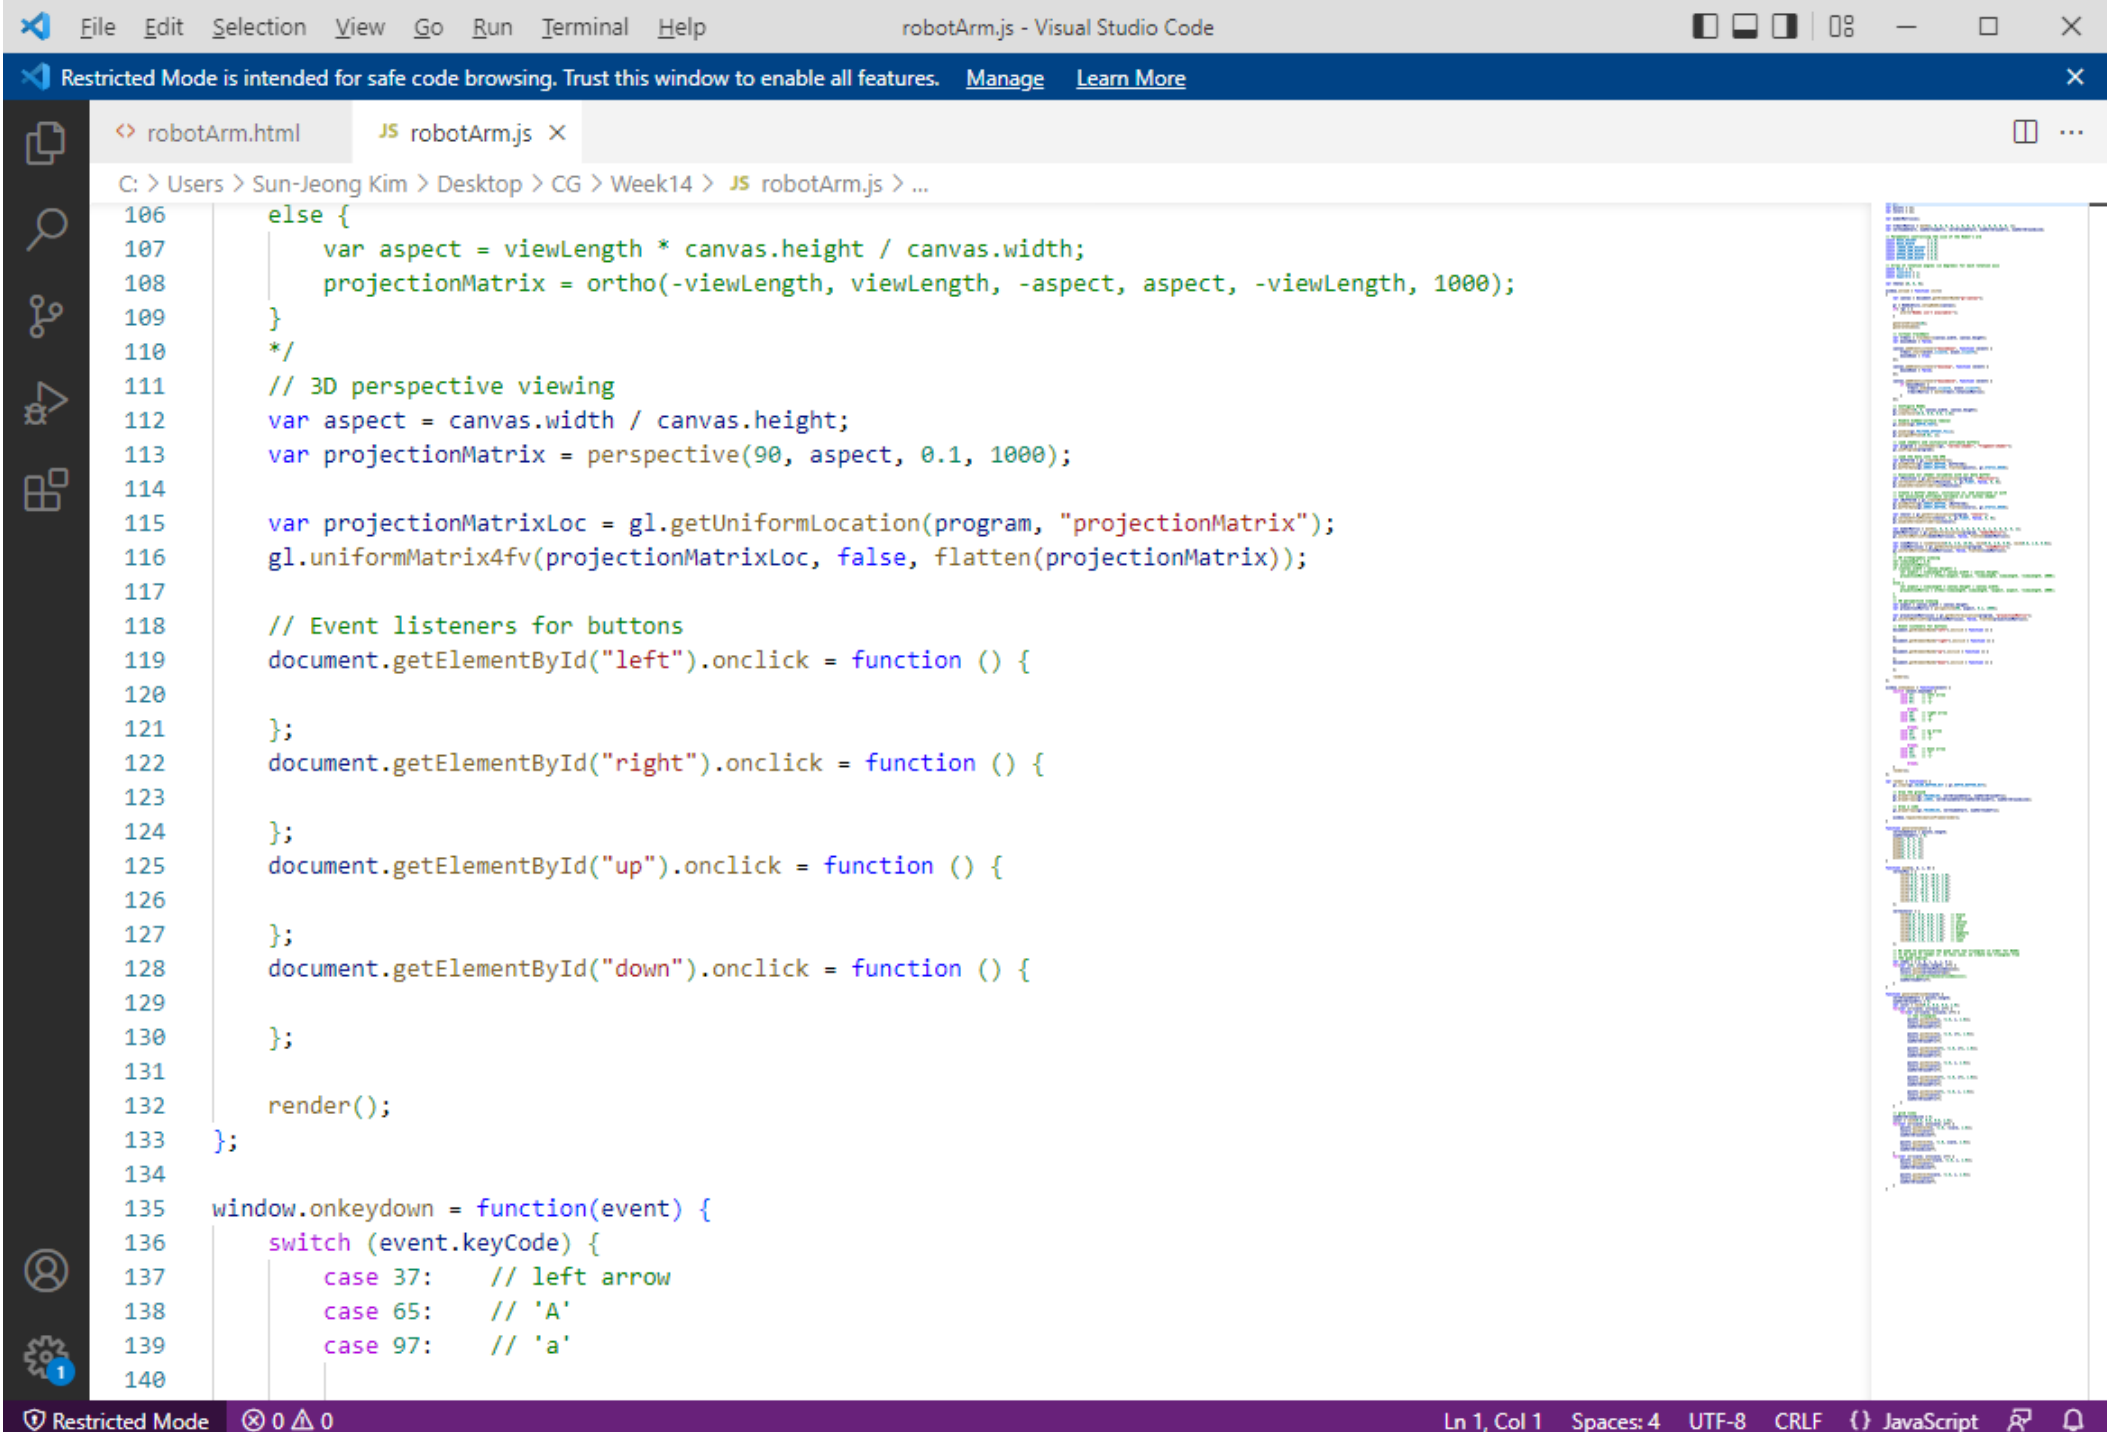 File Edit Selection View Go Run Terminal Help robotArm.js - Visual Studio Code
Restricted Mode is intended for safe code browsing. Trust this window to enable all features. Manage Learn More
<> robotArm.html JS robotArm.js
C: > Users > Sun-Jeong Kim > Desktop > CG > Week14 > JS robotArm.js > ...
106 else {
107 var aspect = viewLength * canvas.height / canvas.width;
108 projectionMatrix = ortho(-viewLength, viewLength, -aspect, aspect, -viewLength, 1000);
109 }
110 */
111 // 3D perspective viewing
112 var aspect = canvas.width / canvas.height;
113 var projectionMatrix = perspective(90, aspect, 0.1, 1000);
114
115 var projectionMatrixLoc = gl.getUniformLocation(program, "projectionMatrix");
116 gl.uniformMatrix4fv(projectionMatrixLoc, false, flatten(projectionMatrix));
117
118 // Event listeners for buttons
119 document.getElementById("left").onclick = function () {
120
121 };
122 document.getElementById("right").onclick = function () {
123
124 };
125 document.getElementById("up").onclick = function () {
126
127 };
128 document.getElementById("down").onclick = function () {
129
130 };
131
132 render();
133 };
134
135 window.onkeydown = function(event) {
136 switch (event.keyCode) {
137 case 37: // left arrow
138 case 65: // 'A'
139 case 97: // 'a'
140
1
Restricted Mode 0 0 Ln 1, Col 1 Spaces: 4 UTF-8 CRLF {} JavaScript